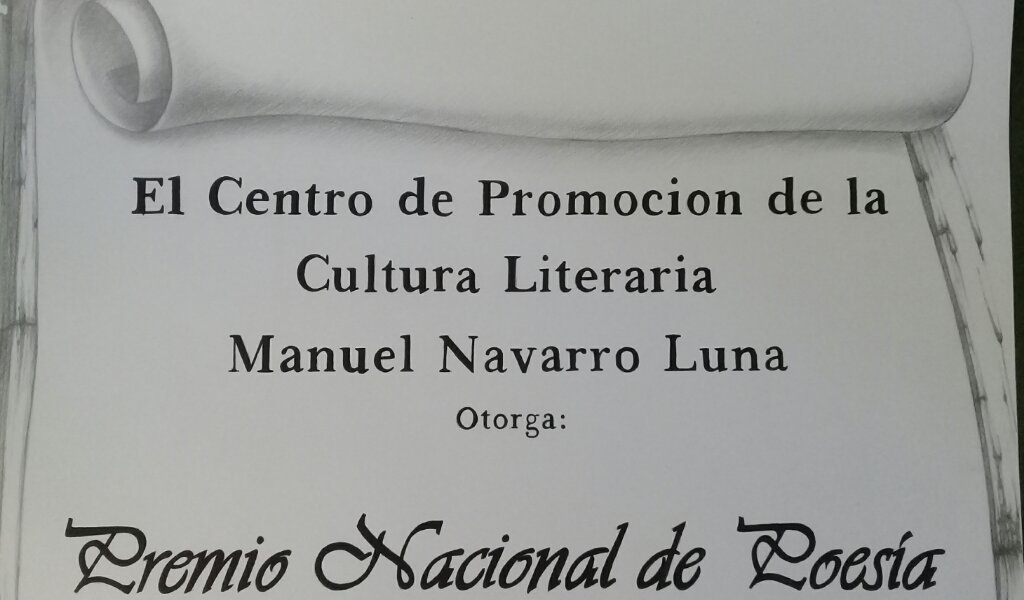 El Centro de Promocion de la
Cultura Literaria
Manuel Navarro Luna
Otorga:
Premio Nacional de Poesía